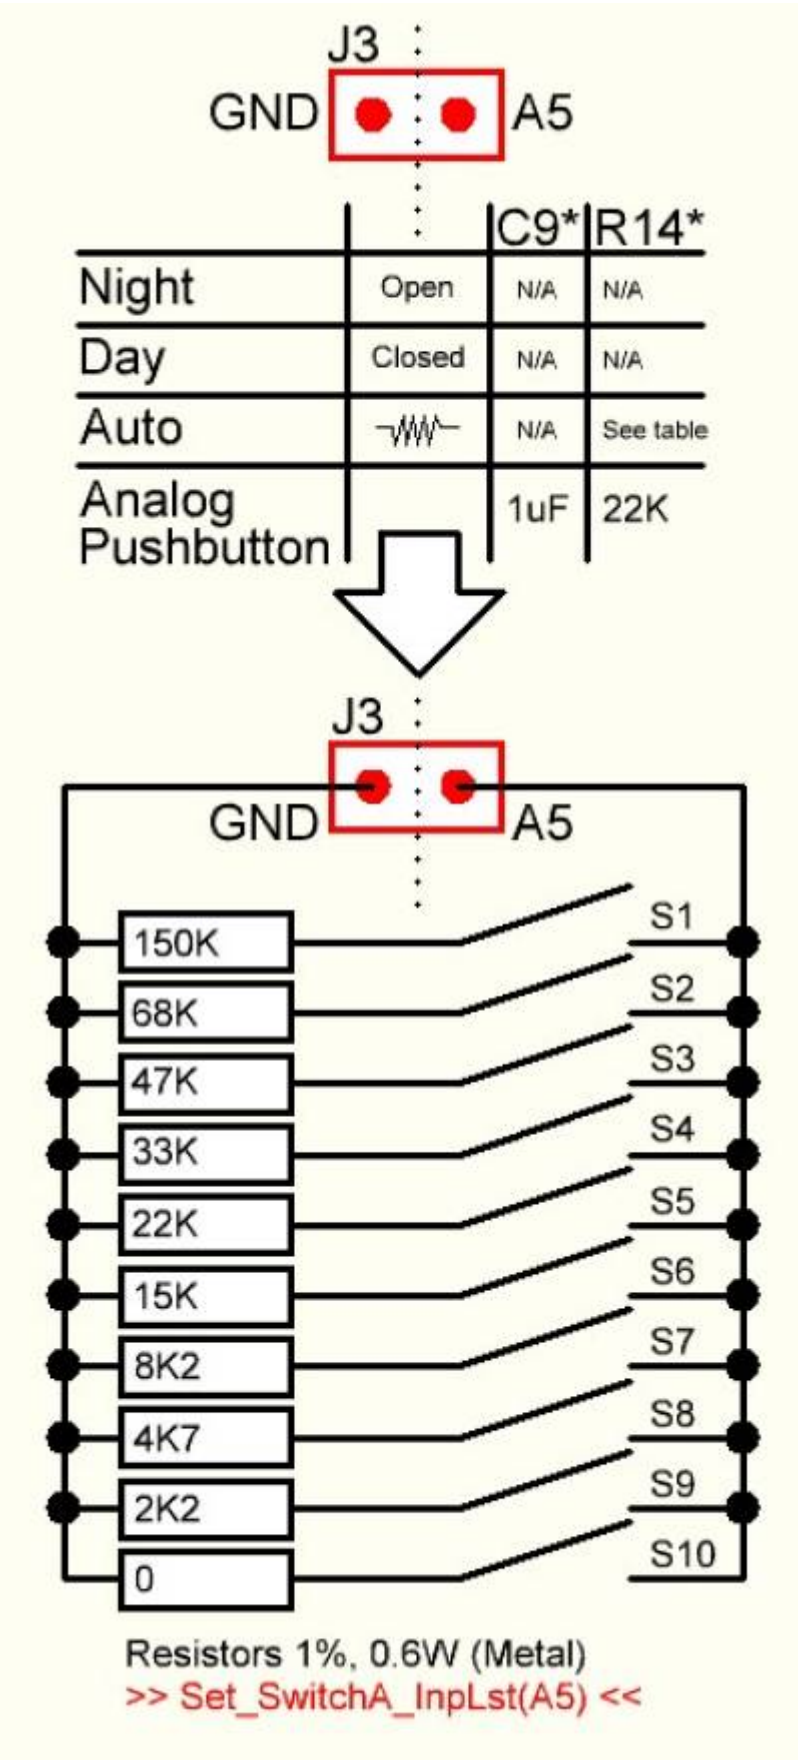 J3
GND A5
C9* R14*
Night Open N/A N/A
Day Closed N/A N/A
Auto N/A See table
Analog
Pushbutton 1uF 22K
J3
GND A5
150K S1
68K S2
47K S3
33K S4
22K S5
15K S6
8K2 S7
4K7 S8
2K2 S9
0 S10
Resistors 1%, 0.6W (Metal)
>> Set_SwitchA_InpLst(A5) <<